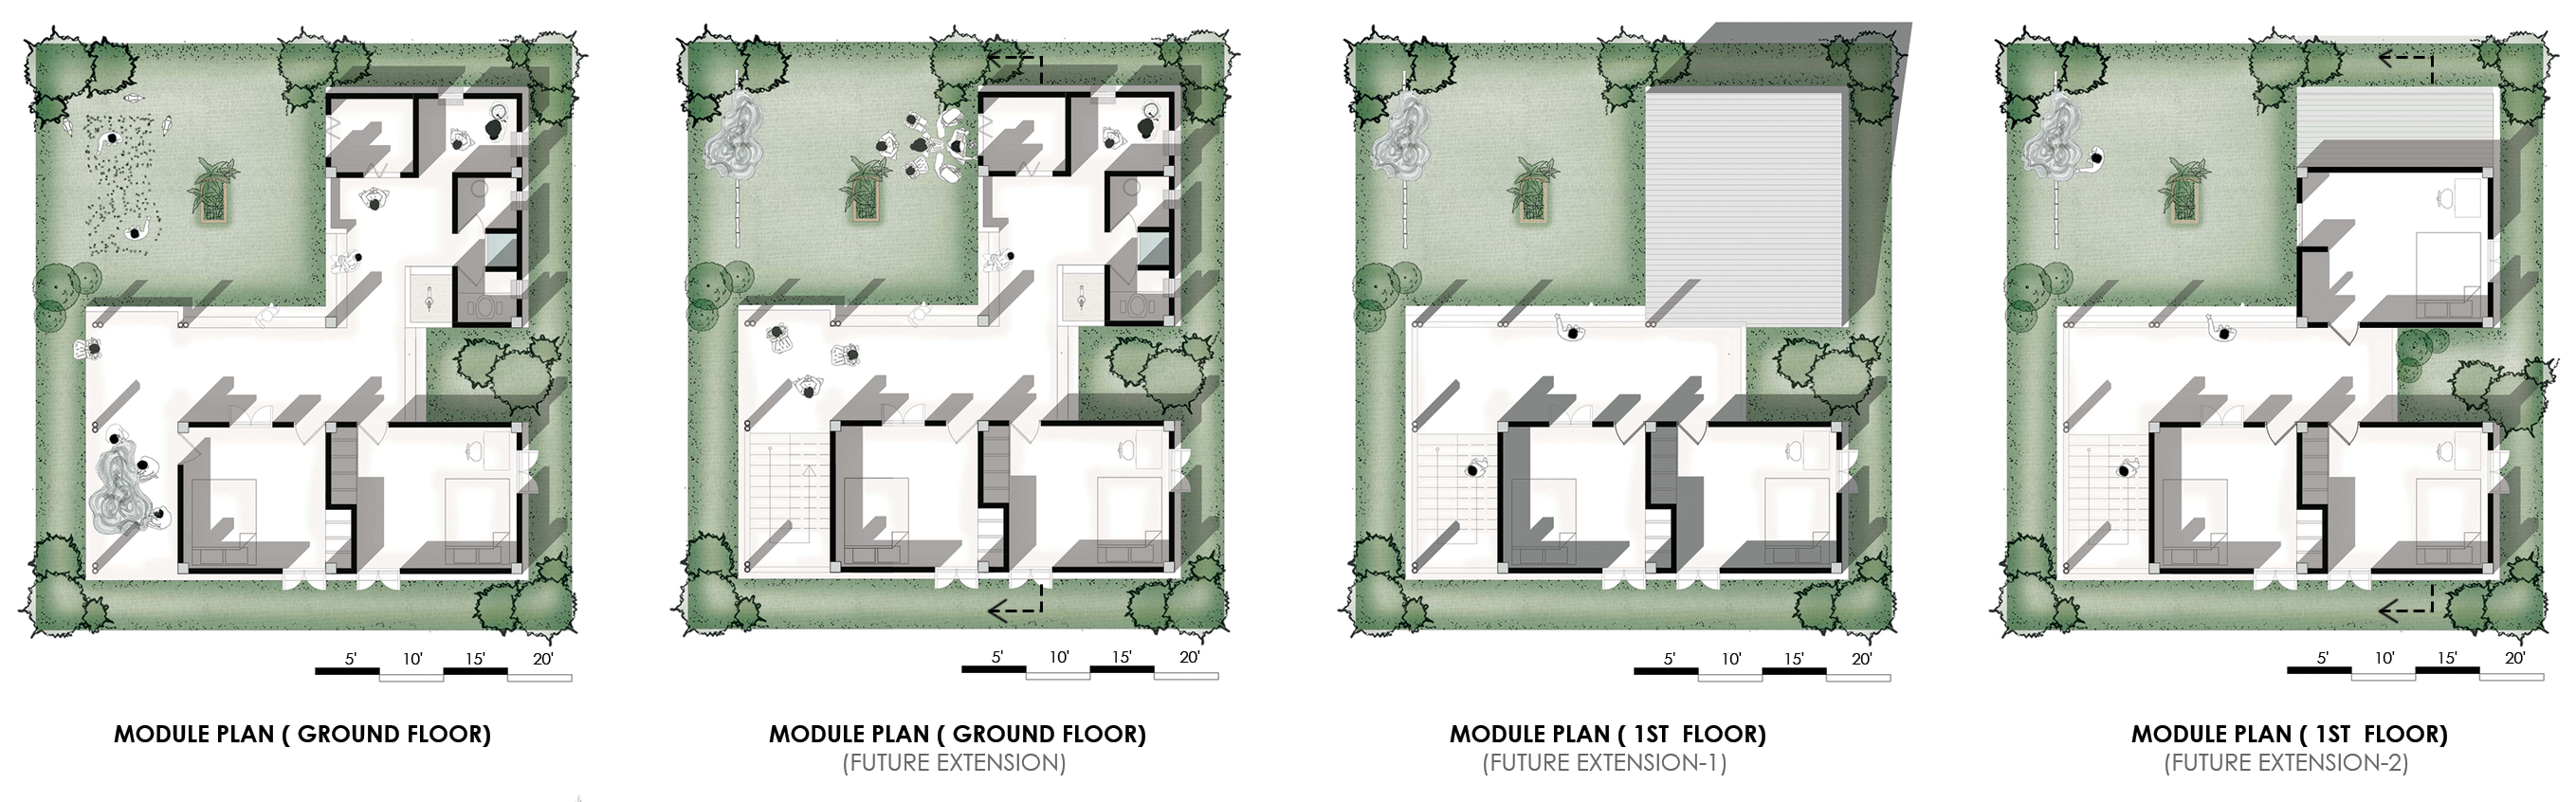 5' 10' 15' 20'
MODULE PLAN ( GROUND FLOOR)
5' 10' 15' 20'
MODULE PLAN ( GROUND FLOOR)
(FUTURE EXTENSION)
5' 10' 15' 20'
MODULE PLAN ( 1ST FLOOR)
(FUTURE EXTENSION-1)
5' 10' 15' 20'
MODULE PLAN ( 1ST FLOOR)
(FUTURE EXTENSION-2)